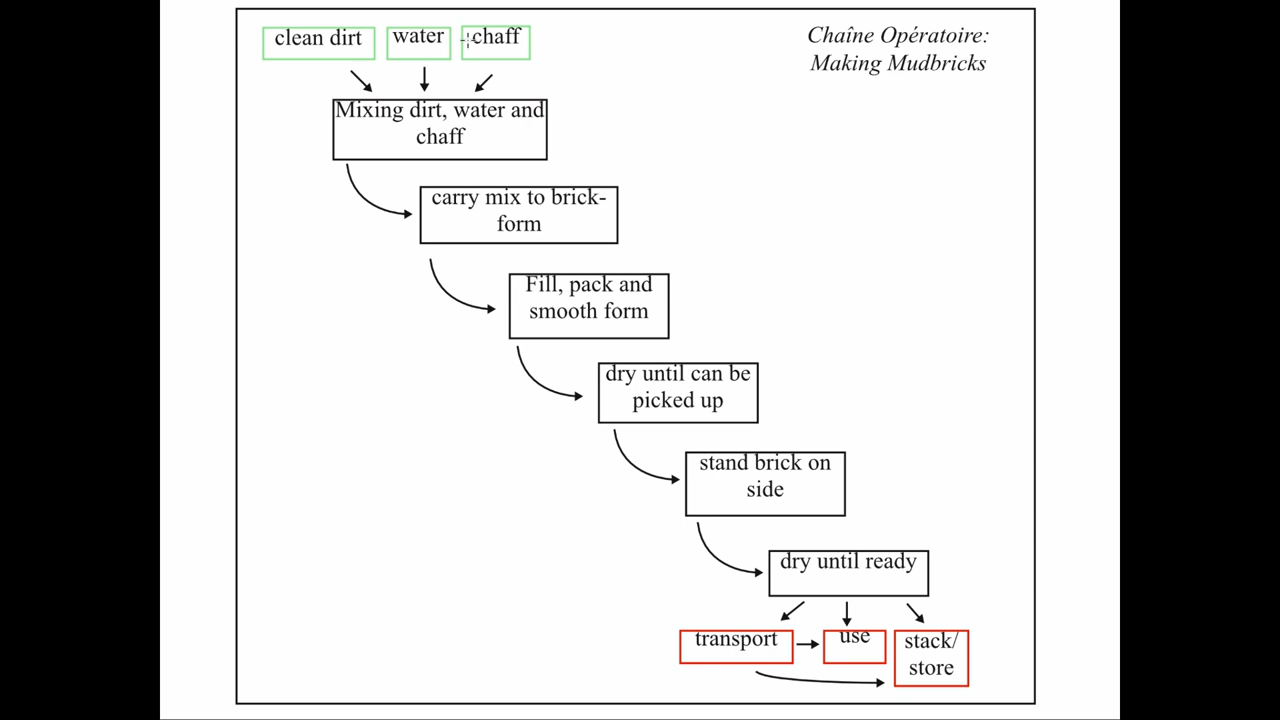 clean dirt
water
chaff
Chaîne Opératoire:
Making Mudbricks
Mixing dirt, water and
chaff
carry mix to brick-
form
Fill, pack and
smooth form
dry until can be
picked up
stand brick on
side
dry until ready
transport
use
stack/
store